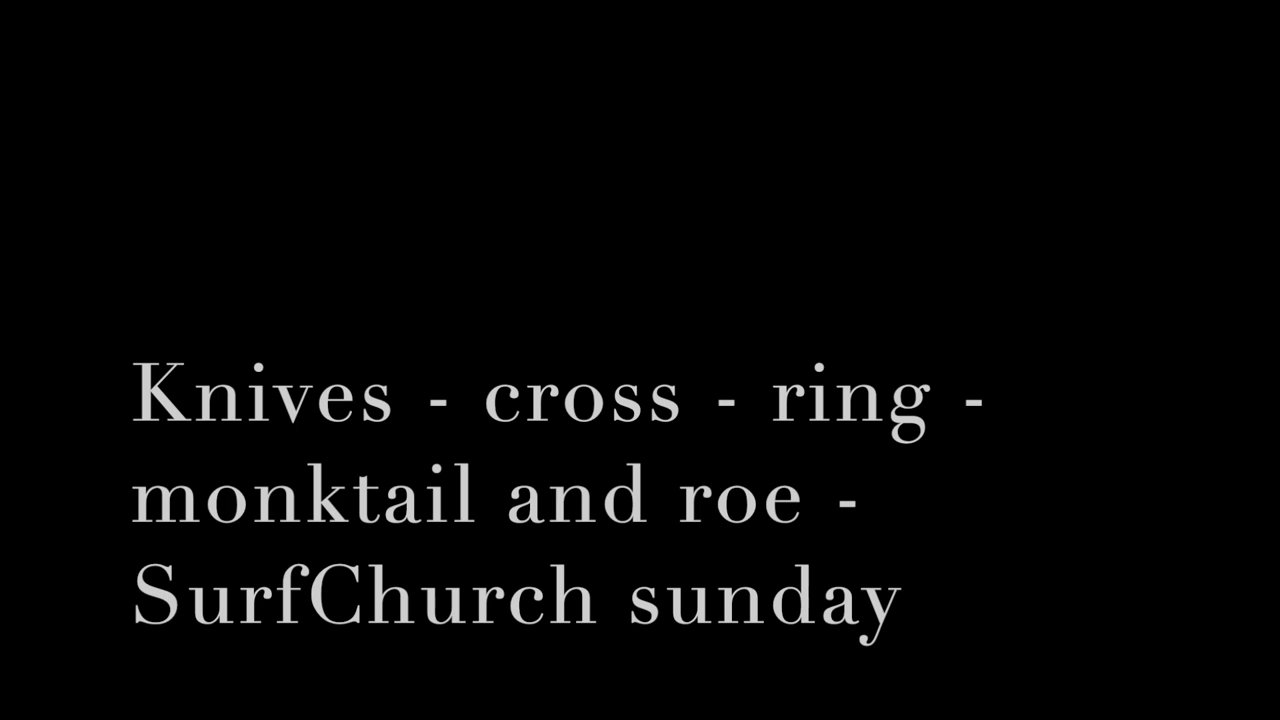 Knives - cross - ring -
monktail and roe -
SurfChurch sunday